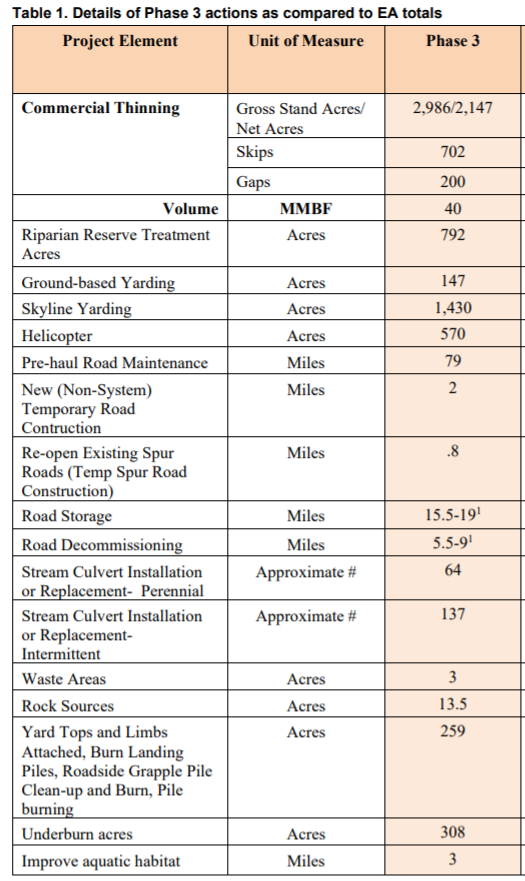 Table 1. Details of Phase 3 actions as compared to EA totals
Project Element Unit of Measure Phase 3
Commercial Thinning Gross Stand Acres/ 2,986/2,147
Net Acres
Skips 702
Gaps 200
Volume MMBF 40
Riparian Reserve Treatment Acres 792
Acres
Ground-based Yarding Acres 147
Skyline Yarding Acres 1,430
Helicopter Acres 570
Pre-haul Road Maintenance Miles 79
New (Non-System) Miles 2
Temporary Road
Contruction
Re-open Existing Spur Miles .8
Roads (Temp Spur Road
Construction)
Road Storage Miles 15.5-19¹
Road Decommissioning Miles 5.5-9¹
Stream Culvert Installation Approximate # 64
or Replacement- Perennial
Stream Culvert Installation Approximate # 137
or Replacement-
Intermittent
Waste Areas Acres 3
Rock Sources Acres 13.5
Yard Tops and Limbs Acres 259
Attached, Burn Landing
Piles, Roadside Grapple Pile
Clean-up and Burn, Pile
burning
Underburn acres Acres 308
Improve aquatic habitat Miles 3